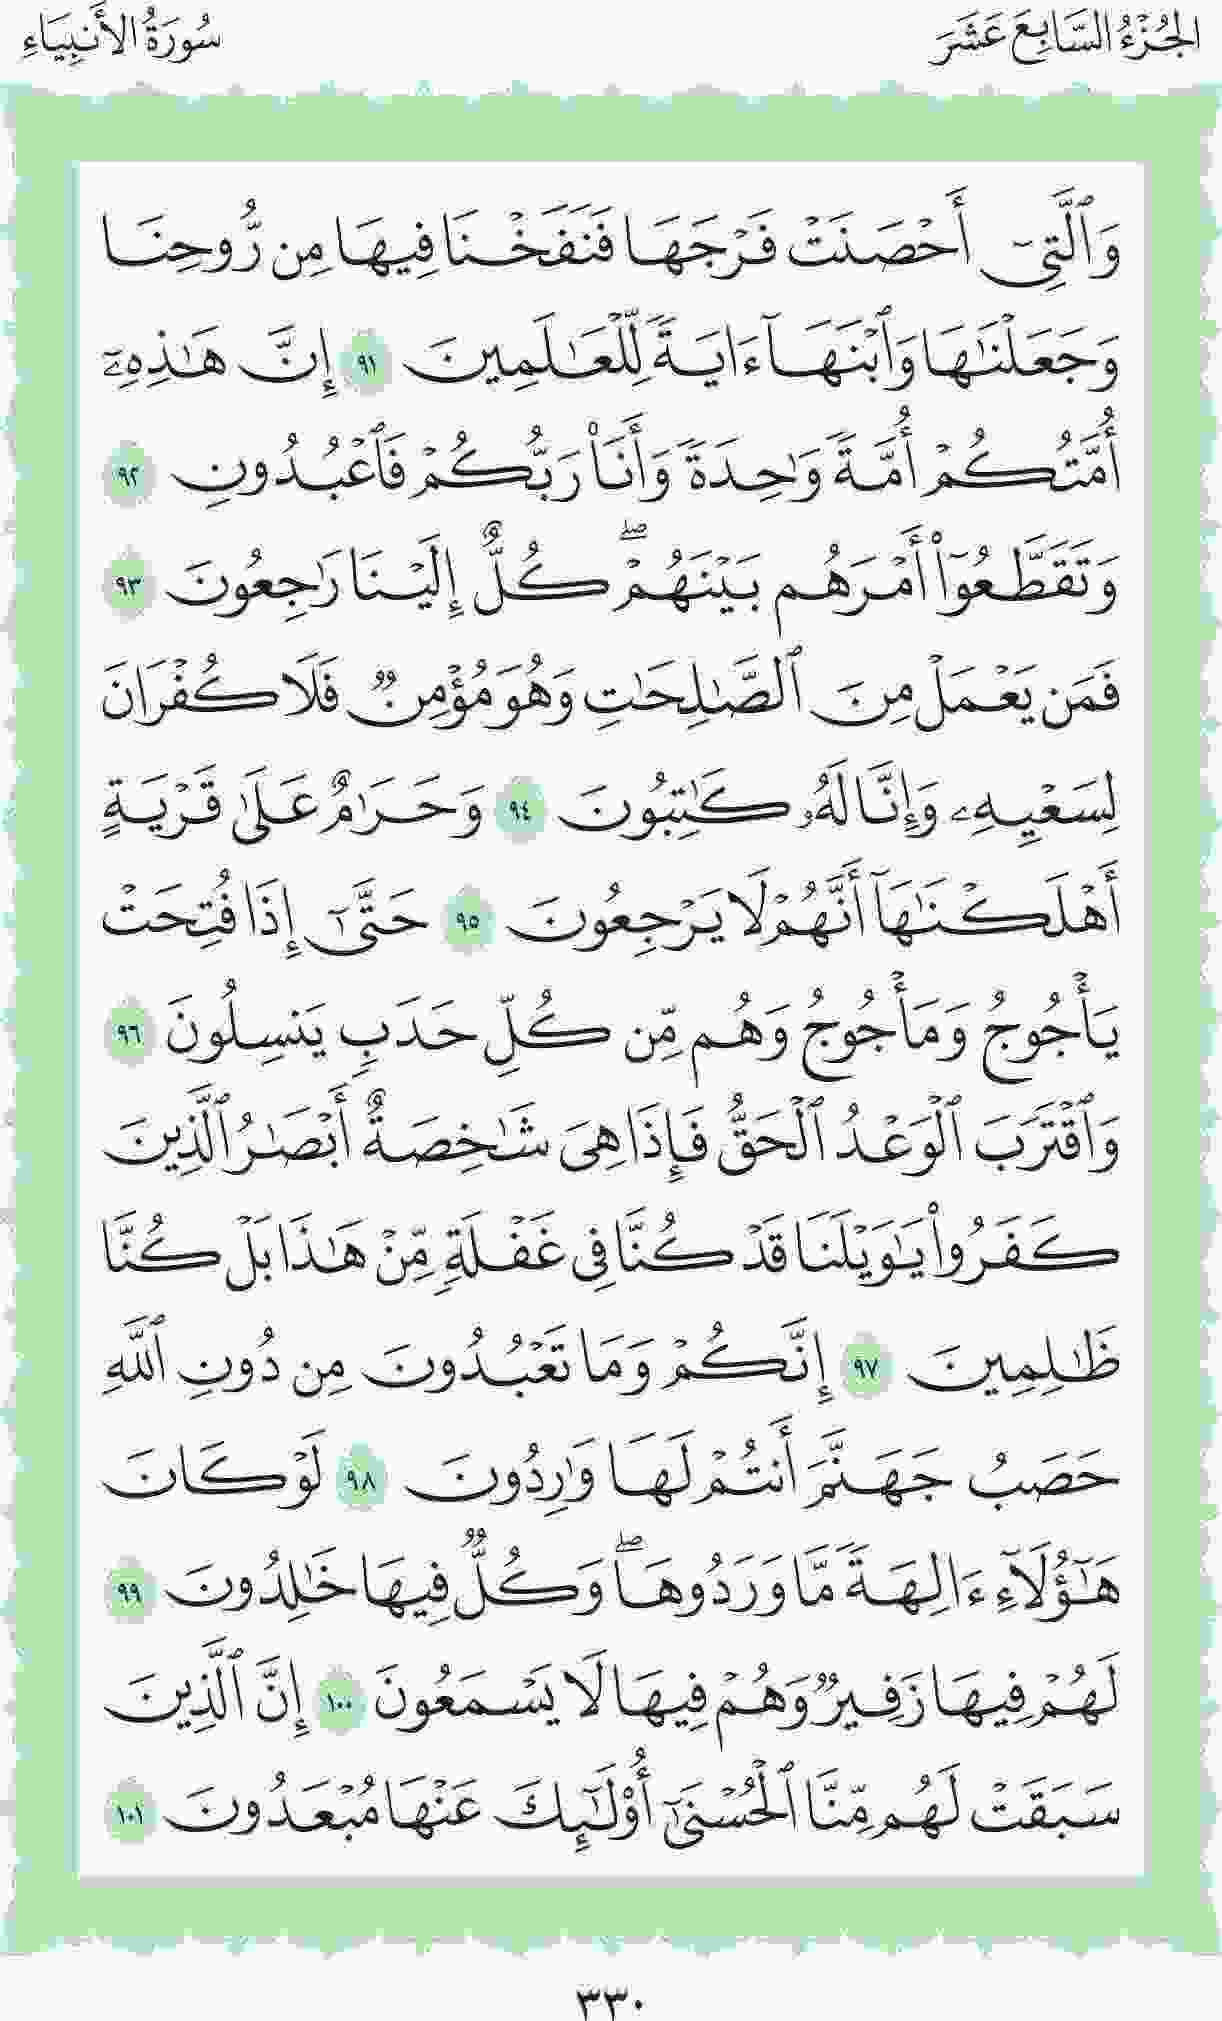 الجُزْءُ السَّابِعَ عَشَرَ
سُورَةُ الأَنبِيَاءِ
وَٱلَّتِيٓ أَحۡصَنَتۡ فَرۡجَهَا فَنَفَخۡنَا فِيهَا مِن رُّوحِنَا
وَجَعَلۡنَٰهَا وَٱبۡنَهَآ ءَايَةٗ لِّلۡعَٰلَمِينَ ٩١ إِنَّ هَٰذِهِۦٓ
أُمَّتُكُمۡ أُمَّةٗ وَٰحِدَةٗ وَأَنَا۠ رَبُّكُمۡ فَٱعۡبُدُونِ ٩٢
وَتَقَطَّعُوٓاْ أَمۡرَهُم بَيۡنَهُمۡۖ كُلٌّ إِلَيۡنَا رَٰجِعُونَ ٩٣
فَمَن يَعۡمَلۡ مِنَ ٱلصَّٰلِحَٰتِ وَهُوَ مُؤۡمِنٞ فَلَا كُفۡرَانَ
لِسَعۡيِهِۦ وَإِنَّا لَهُۥ كَٰتِبُونَ ٩٤ وَحَرَٰمٌ عَلَىٰ قَرۡيَةٍ
أَهۡلَكۡنَٰهَآ أَنَّهُمۡ لَا يَرۡجِعُونَ ٩٥ حَتَّىٰٓ إِذَا فُتِحَتۡ
يَأۡجُوجُ وَمَأۡجُوجُ وَهُم مِّن كُلِّ حَدَبٖ يَنسِلُونَ ٩٦
وَٱقۡتَرَبَ ٱلۡوَعۡدُ ٱلۡحَقُّ فَإِذَا هِيَ شَٰخِصَةٌ أَبۡصَٰرُ ٱلَّذِينَ
كَفَرُواْ يَٰوَيۡلَنَا قَدۡ كُنَّا فِي غَفۡلَةٖ مِّنۡ هَٰذَا بَلۡ كُنَّا
ظَٰلِمِينَ ٩٧ إِنَّكُمۡ وَمَا تَعۡبُدُونَ مِن دُونِ ٱللَّهِ
حَصَبُ جَهَنَّمَ أَنتُمۡ لَهَا وَٰرِدُونَ ٩٨ لَوۡ كَانَ
هَٰٓؤُلَآءِ ءَالِهَةٗ مَّا وَرَدُوهَاۖ وَكُلّٞ فِيهَا خَٰلِدُونَ ٩٩
لَهُمۡ فِيهَا زَفِيرٞ وَهُمۡ فِيهَا لَا يَسۡمَعُونَ ١٠٠ إِنَّ ٱلَّذِينَ
سَبَقَتۡ لَهُم مِّنَّا ٱلۡحُسۡنَىٰٓ أُوْلَٰٓئِكَ عَنۡهَا مُبۡعَدُونَ ١٠١
٣٣٠